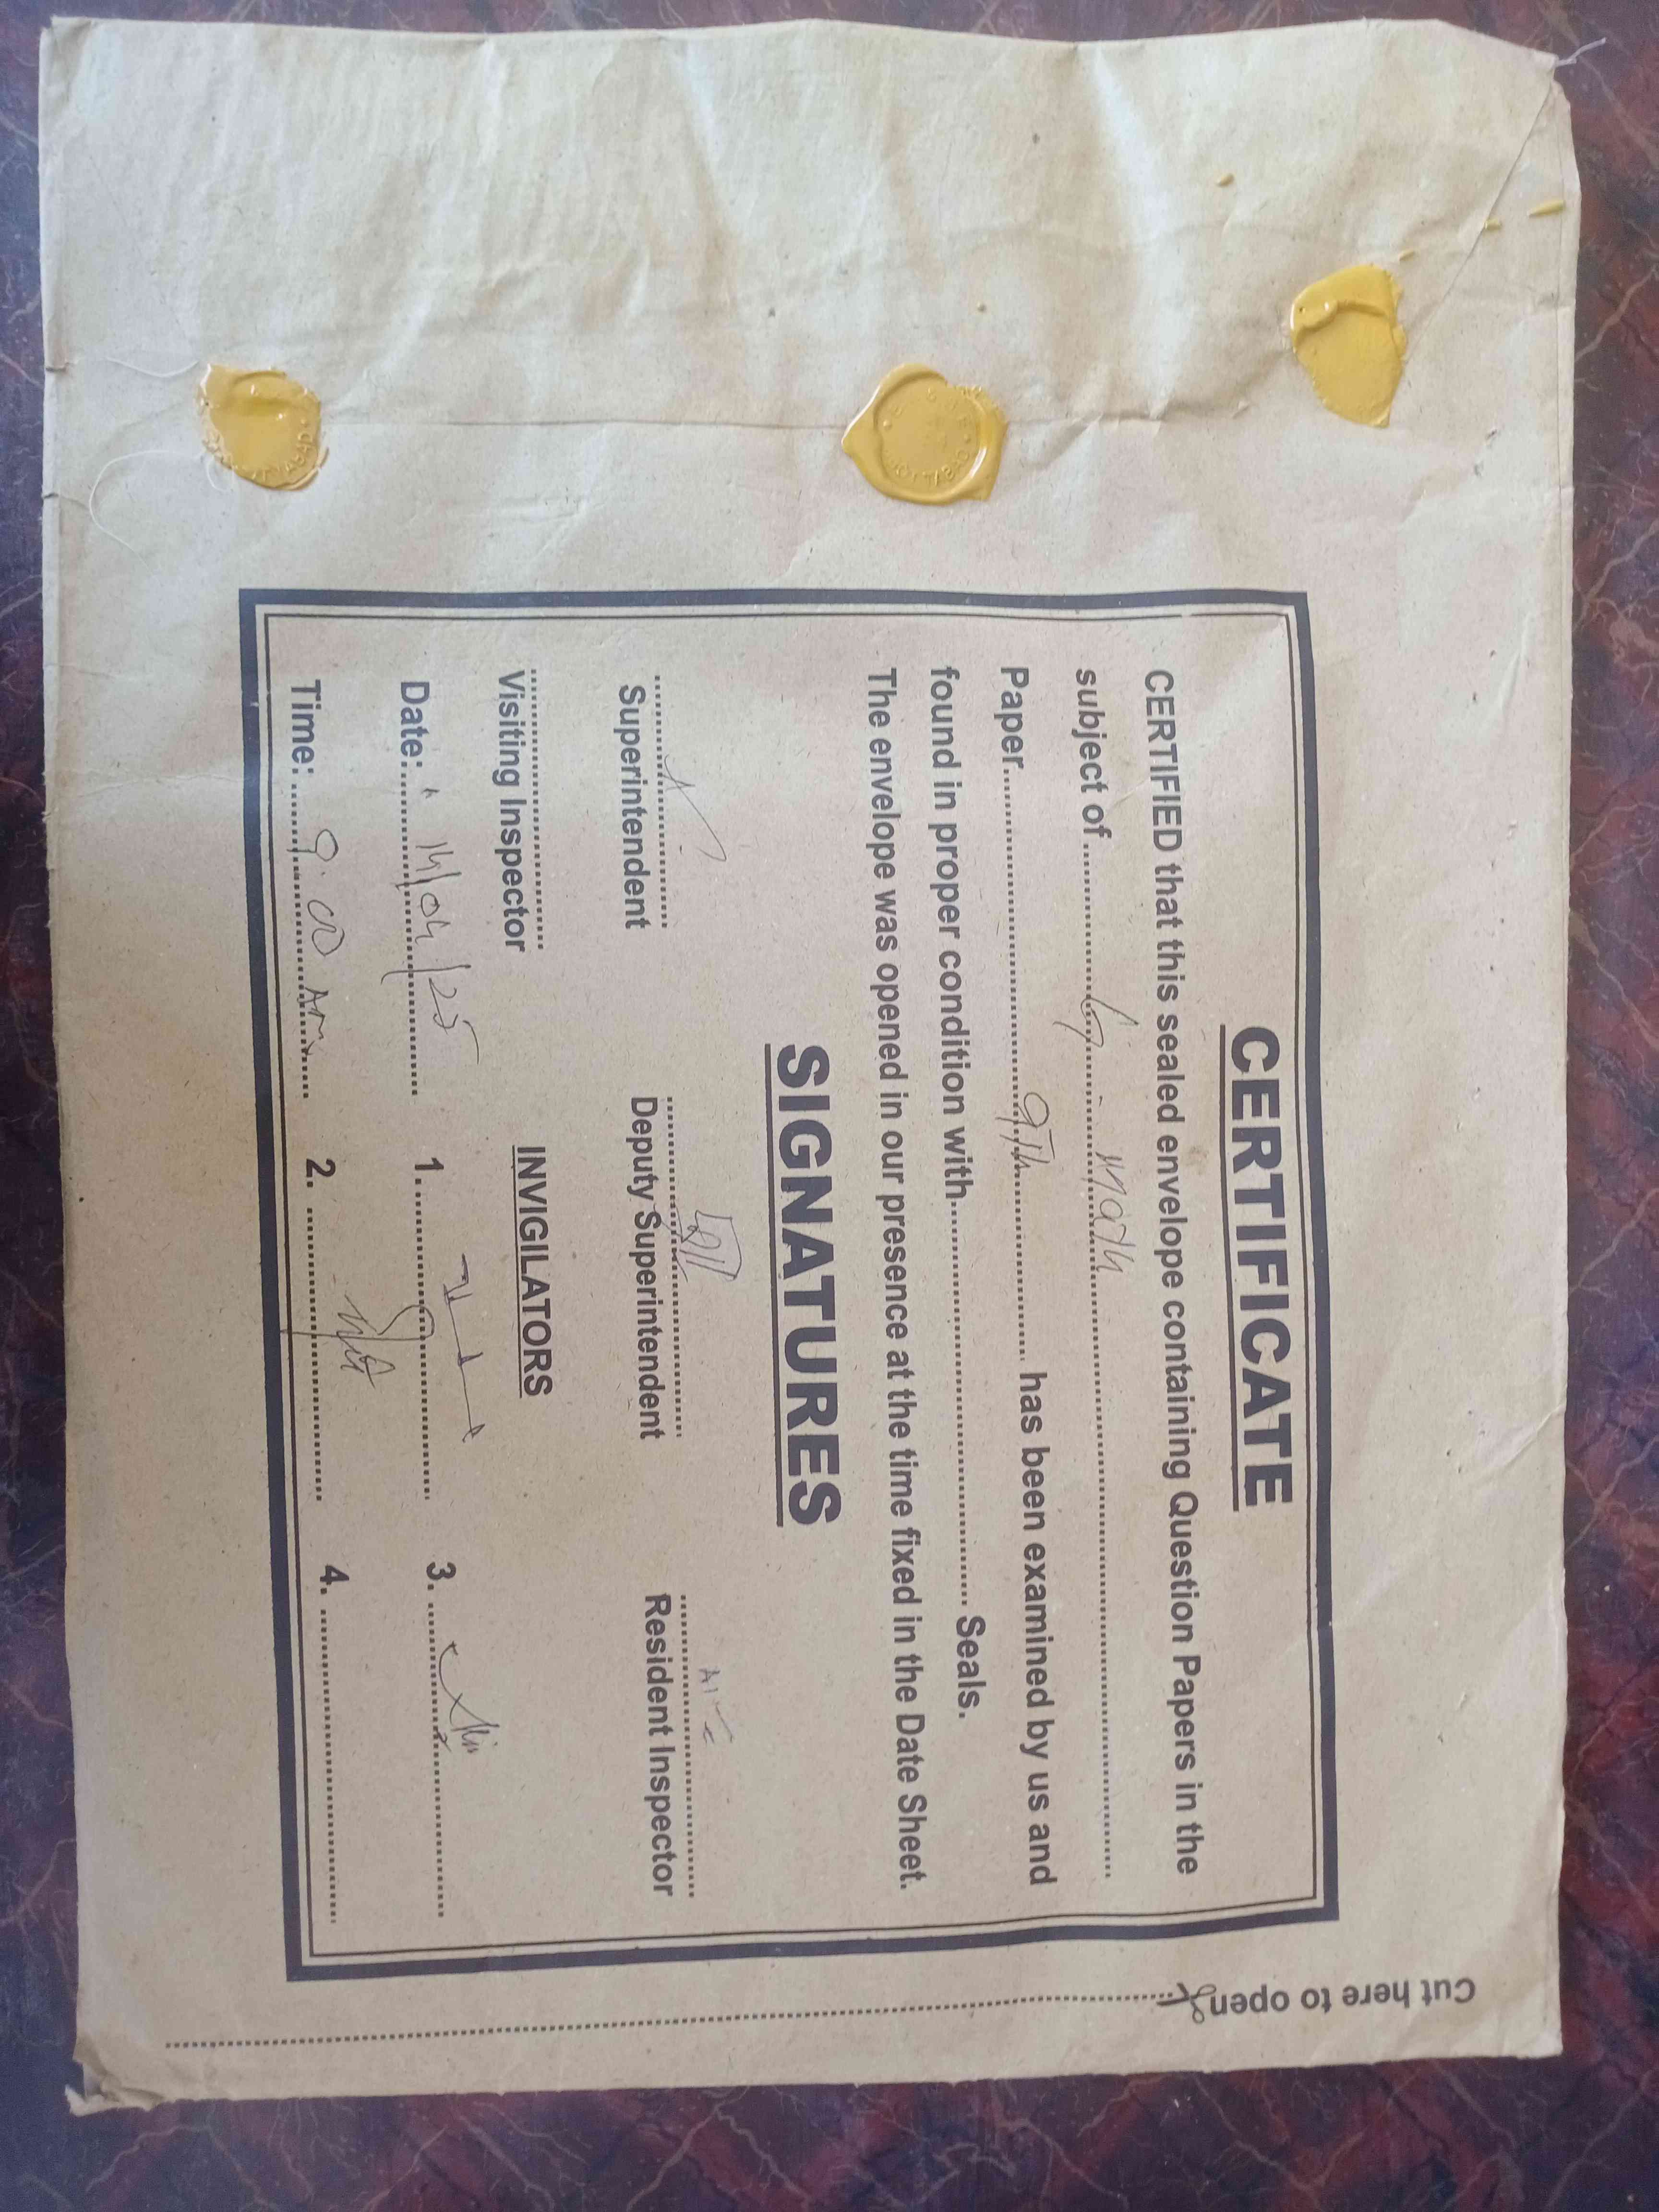 CERTIFICATE
CERTIFIED that this sealed envelope containing Question Papers in the
subject of .................... math ....................
Paper.................... 9th .................... has been examined by us and
found in proper condition with.................... Seals.
The envelope was opened in our presence at the time fixed in the Date Sheet.
SIGNATURES
Superintendent Deputy Superintendent Resident Inspector
Visiting Inspector INVIGILATORS
Date: 14/04/25 1. 3.
Time: 9:00 Am 2. 4.
Cut here to open
ABBOTTABAD